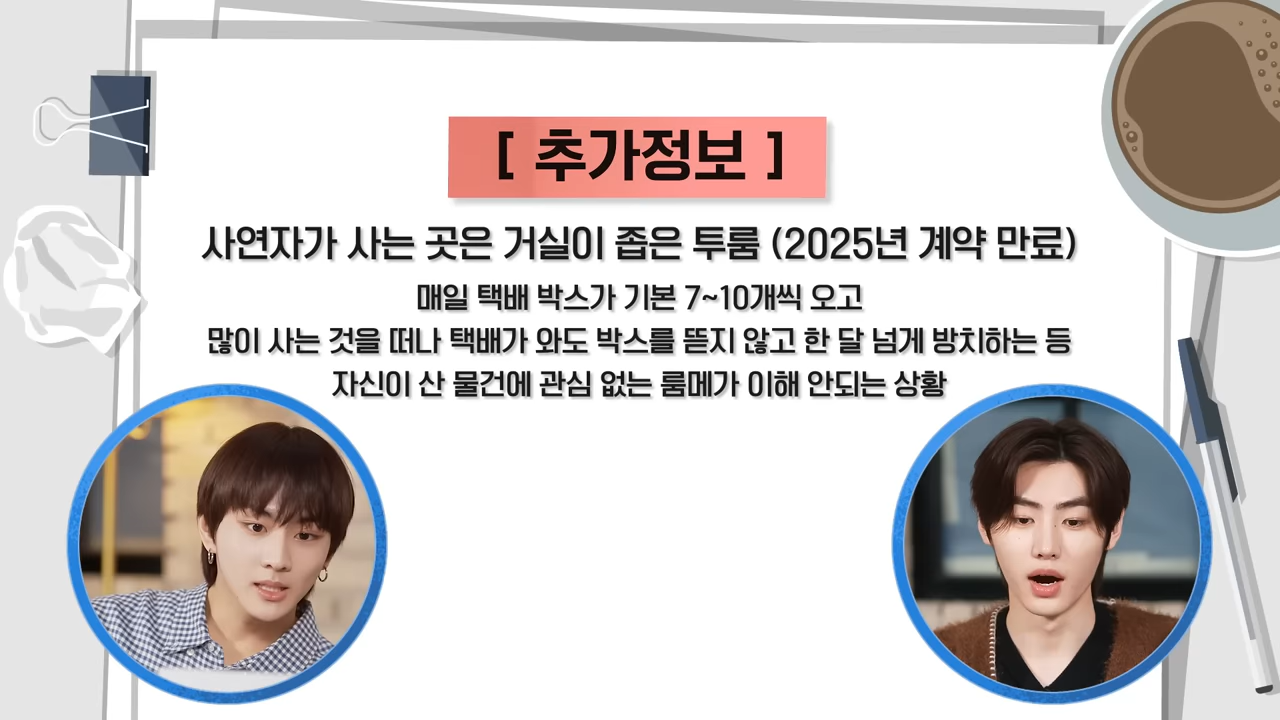 [ 추가정보 ]
사연자가 사는 곳은 거실이 좁은 투룸 (2025년 계약 만료)
매일 택배 박스가 기본 7~10개씩 오고
많이 사는 것을 떠나 택배가 와도 박스를 뜯지 않고 한 달 넘게 방치하는 등
자신이 산 물건에 관심 없는 룸메가 이해 안되는 상황